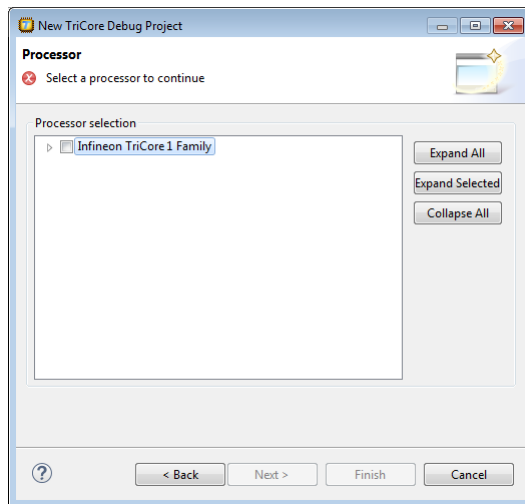 New TriCore Debug Project
Processor
Select a processor to continue
Processor selection
Infineon TriCore 1 Family
Expand All
Expand Selected
Collapse All
< Back
Next >
Finish
Cancel